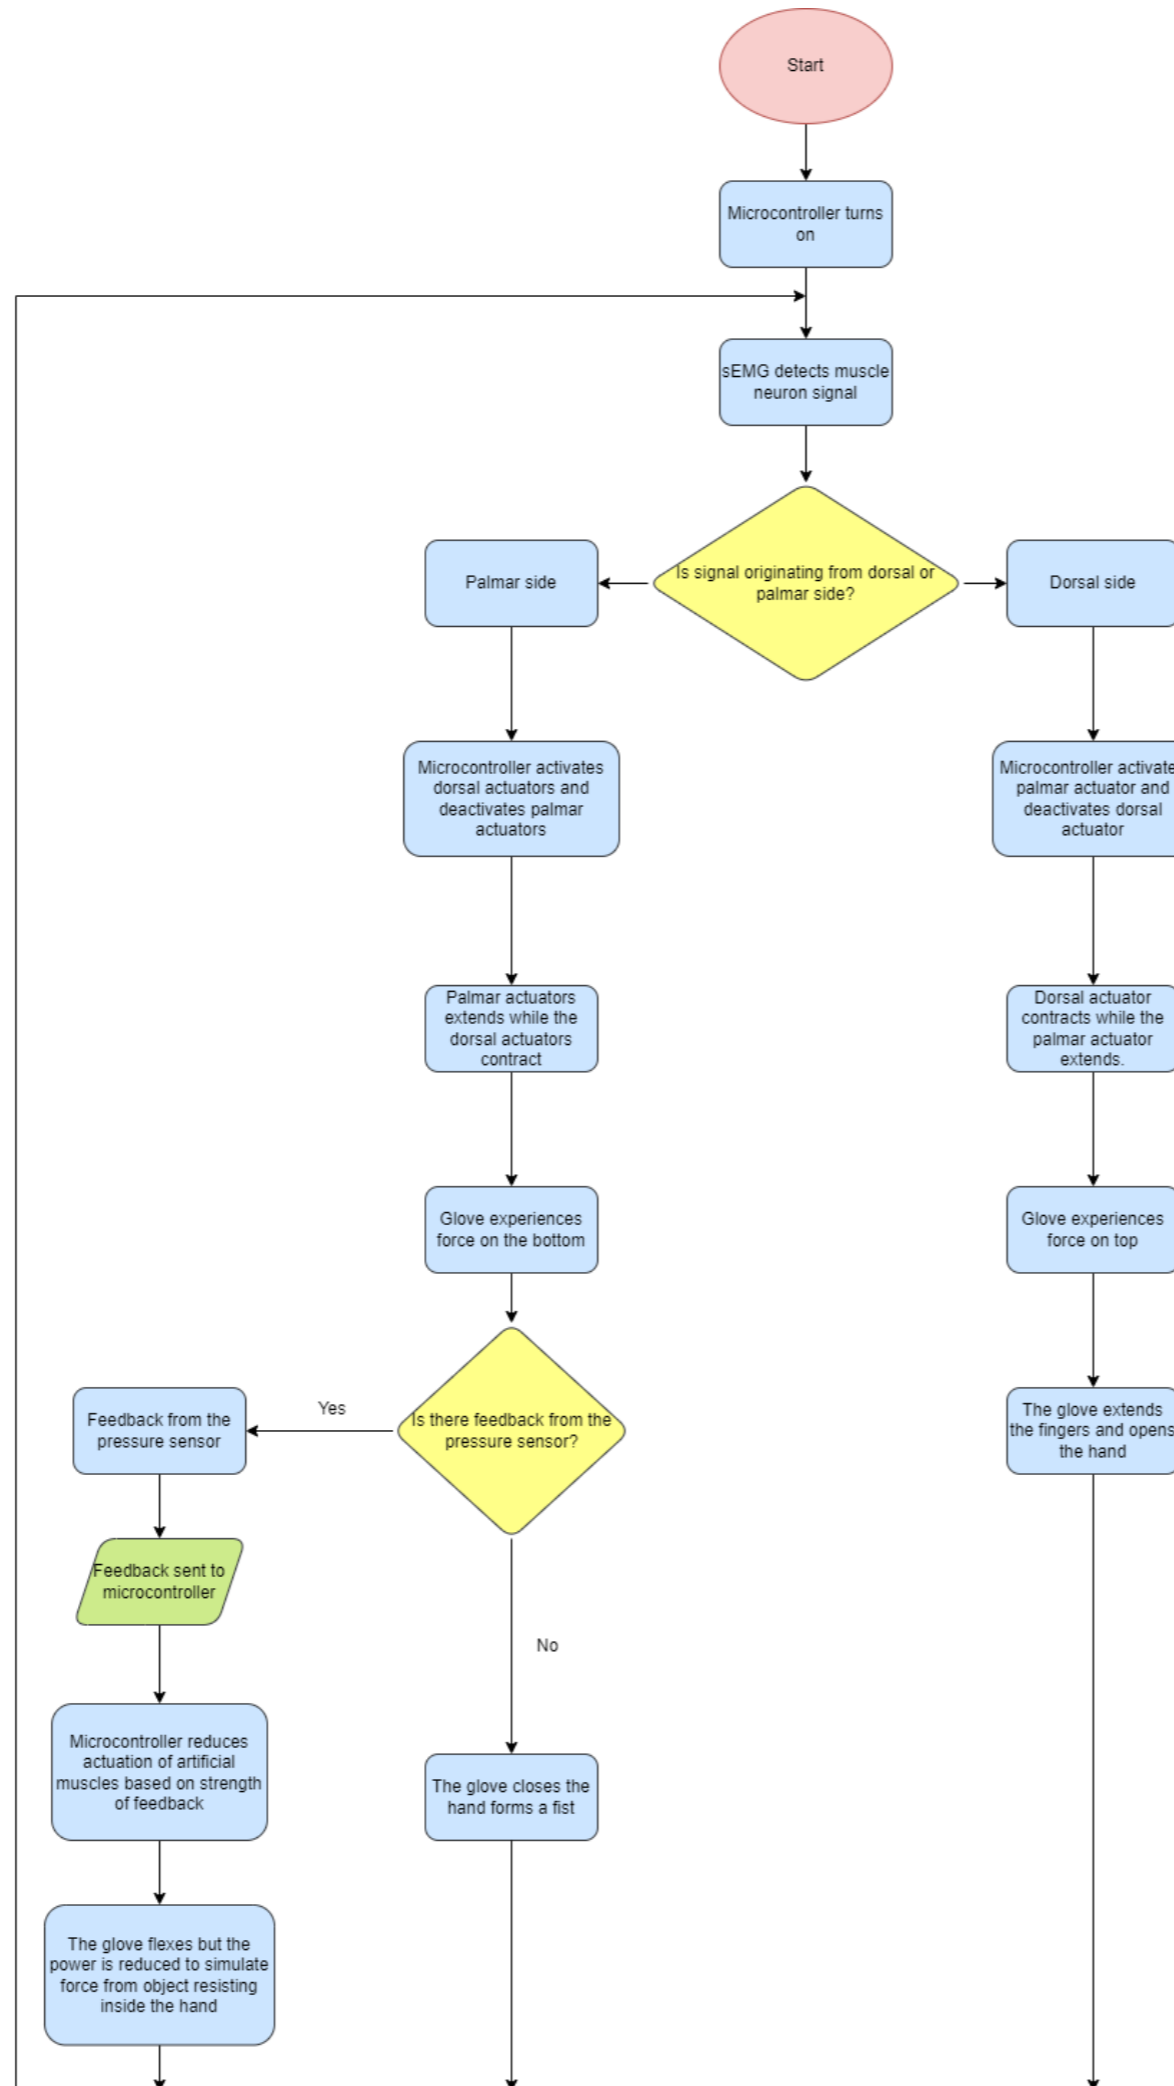 Start
Microcontroller turns
on
sEMG detects muscle
neuron signal
Is signal originating from dorsal or
palmar side?
Palmar side
Dorsal side
Microcontroller activates
dorsal actuators and
deactivates palmar
actuators
Microcontroller activate
palmar actuator and
deactivates dorsal
actuator
Palmar actuators
extends while the
dorsal actuators
contract
Dorsal actuator
contracts while the
palmar actuator
extends.
Glove experiences
force on the bottom
Glove experiences
force on top
Is there feedback from the
pressure sensor?
Yes
Feedback from the
pressure sensor
The glove extends
the fingers and opens
the hand
Feedback sent to
microcontroller
No
Microcontroller reduces
actuation of artificial
muscles based on strength
of feedback
The glove closes the
hand forms a fist
The glove flexes but the
power is reduced to simulate
force from object resisting
inside the hand